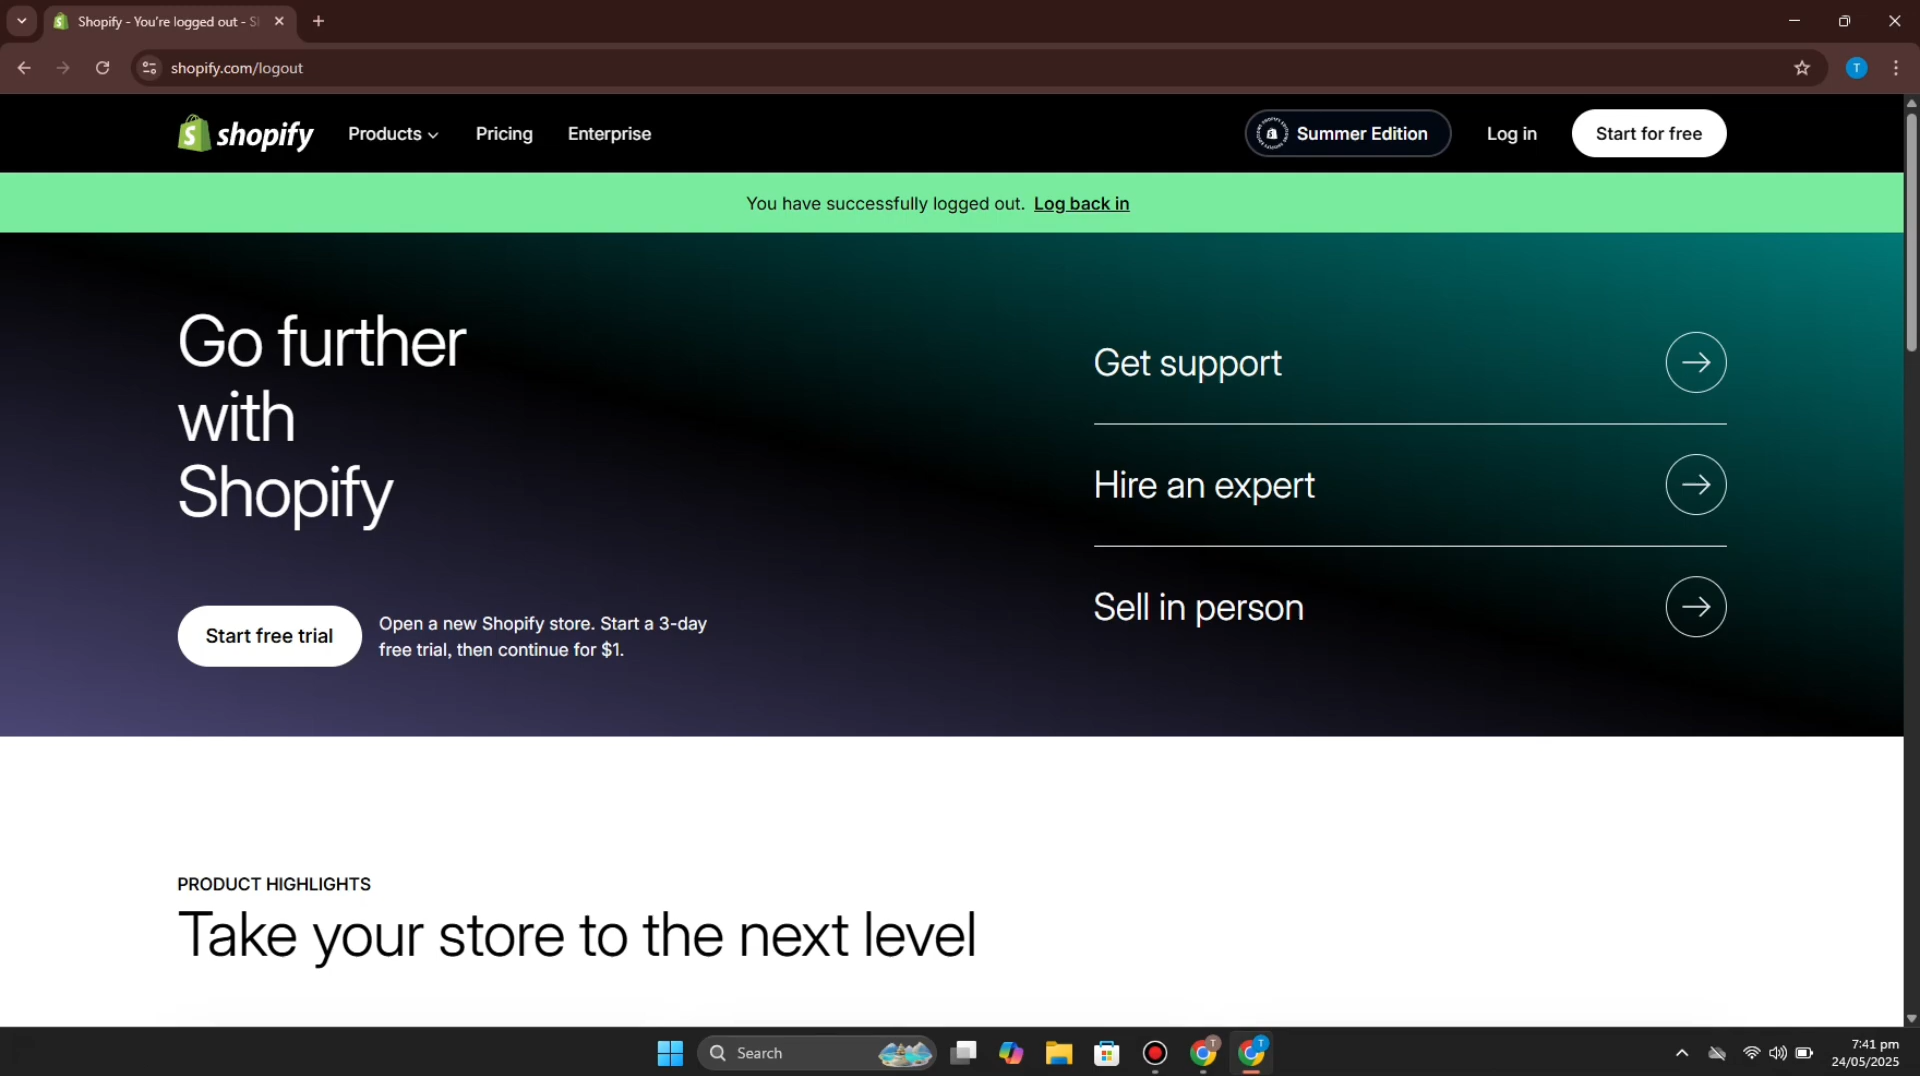 Shopify - You're logged out - S
shopify.com/logout
T
shopify
Products
Pricing
Enterprise
Summer Edition
Log in
Start for free
You have successfully logged out. Log back in
Go further
with
Shopify
Get support
Hire an expert
Sell in person
Start free trial
Open a new Shopify store. Start a 3-day
free trial, then continue for $1.
PRODUCT HIGHLIGHTS
Take your store to the next level
Search
T
T
7:41 pm
24/05/2025